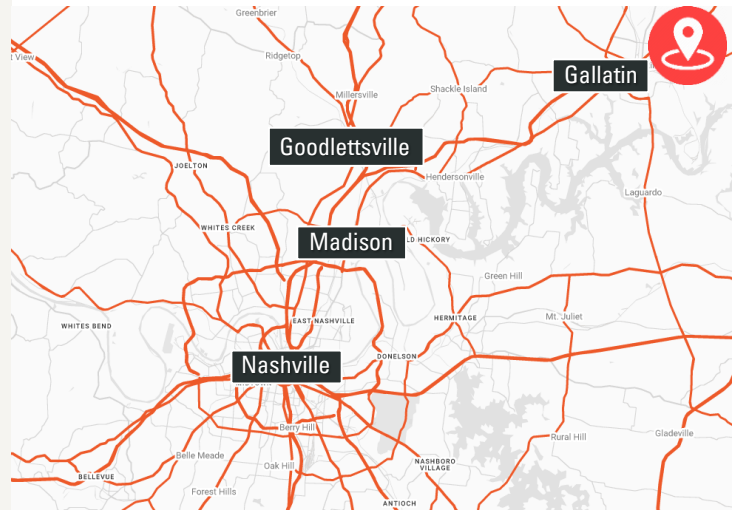 Greenbrier
t View
Ridgetop
Gallatin
Millersville
Shackle Island
Goodlettsville
JOELTON
Hendersonville
Laguardo
WHITES CREEK
Madison
LD HICKORY
Green Hill
WHITES BEND
EAST NASHVILLE
HERMITAGE
Mt. Juliet
Nashville
DONELSON
Berry Hill
Rural Hill
Gladeville
Belle Meade
Oak Hill
NASHBORO
VILLAGE
BELLEVUE
Forest Hills
ANTIOCH